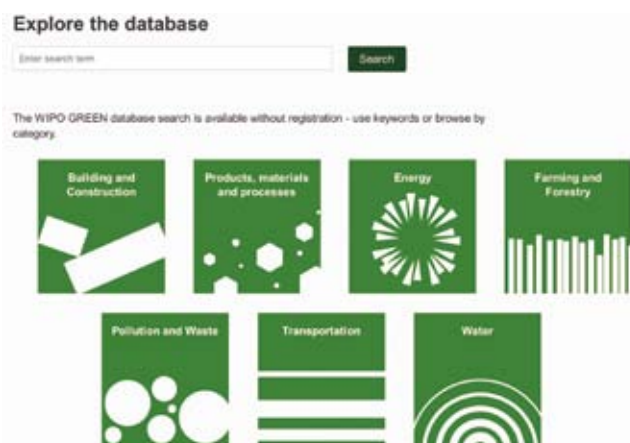 Explore the database
Enter search term
Search
The WIPO GREEN database search is available without registration - use keywords or browse by
category.
Building and
Construction
Products, materials
and processes
Energy
Farming and
Forestry
Pollution and Waste
Transportation
Water